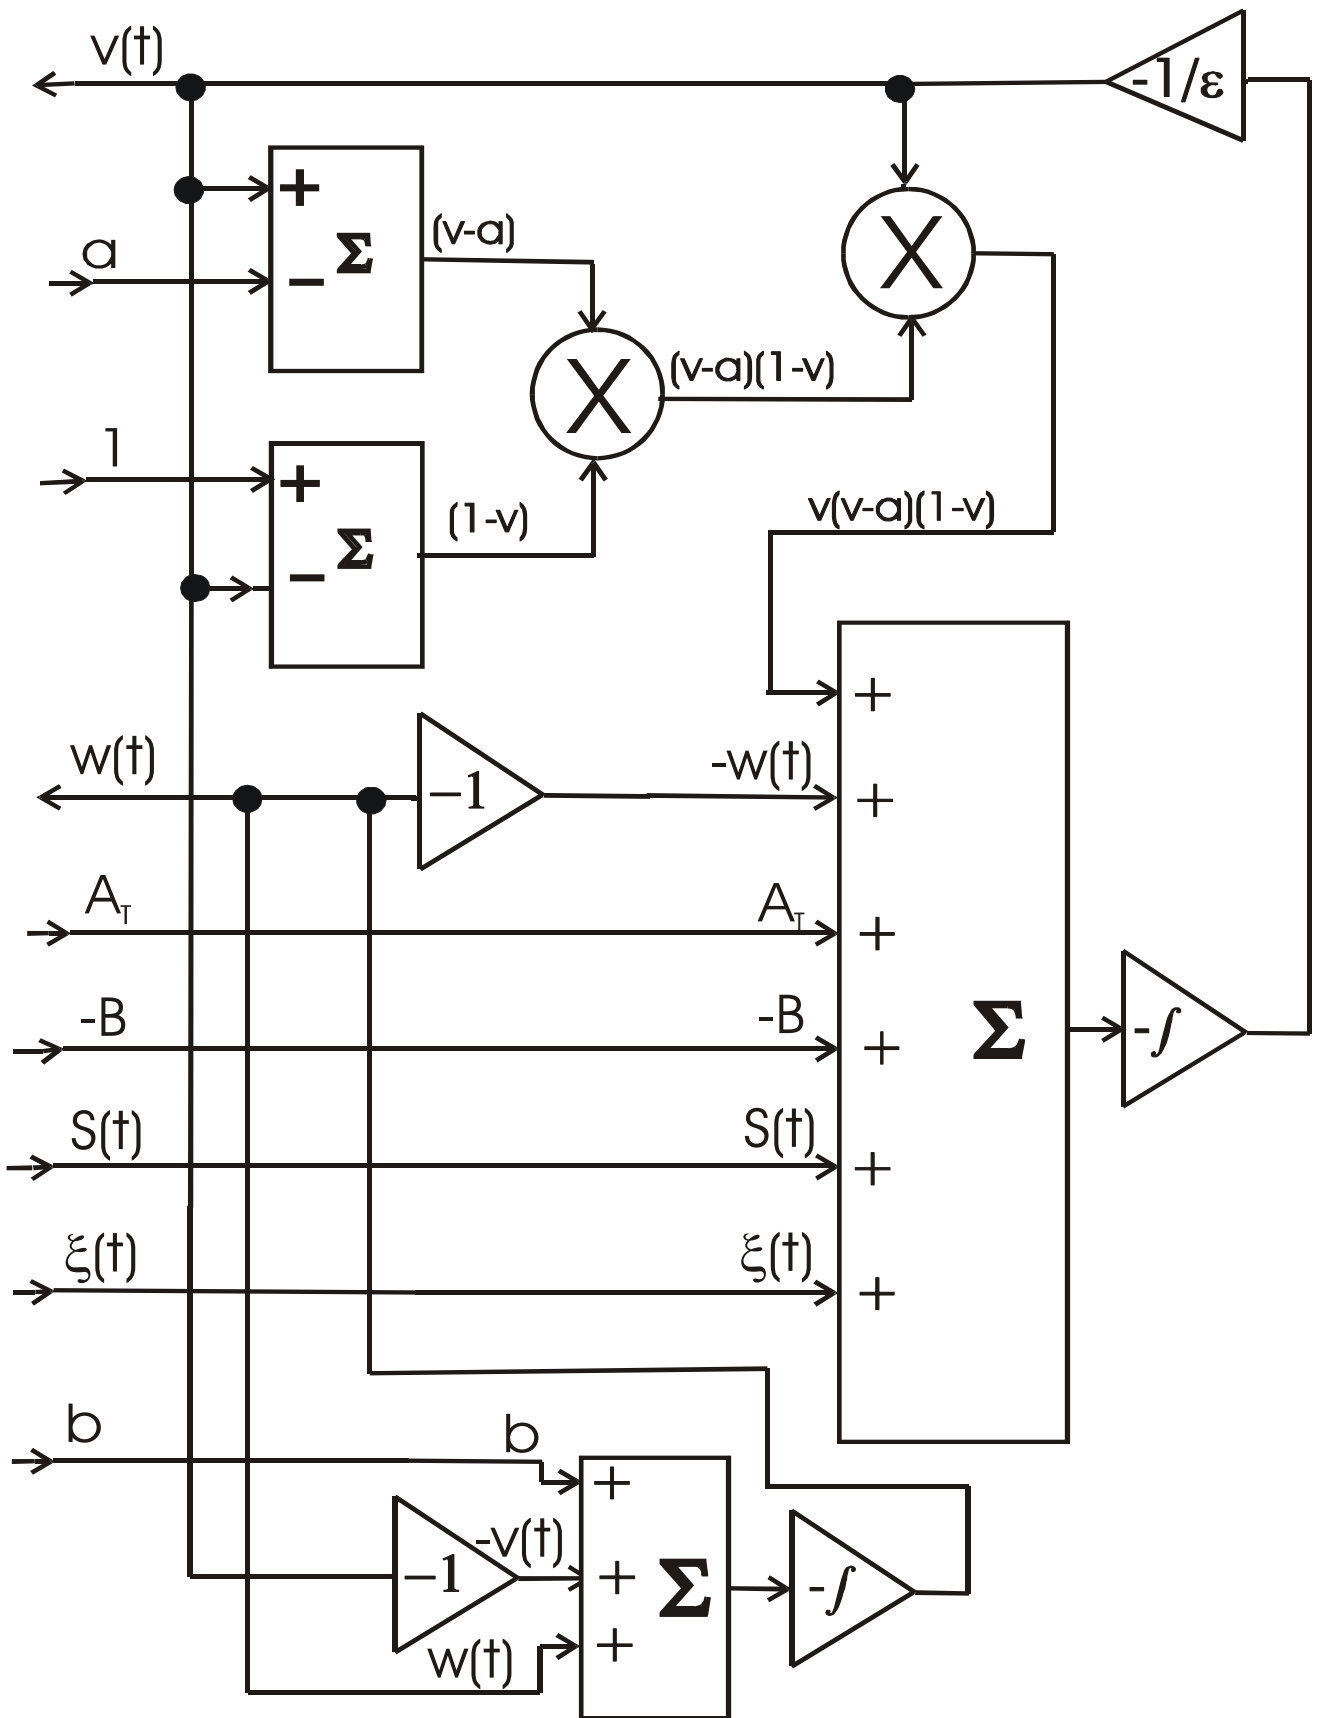 v(t)
-1/ε
+
Σ
(v-a)
a
−
X
X
(v-a)(1-v)
1
+
Σ
(1-v)
−
v(v-a)(1-v)
+
w(t)
−1
-w(t)
+
A_T
A_T
+
-B
-B
+
Σ
-∫
S(t)
S(t)
+
ξ(t)
ξ(t)
+
b
b
+
-v(t)
−1
+
Σ
-∫
w(t)
+